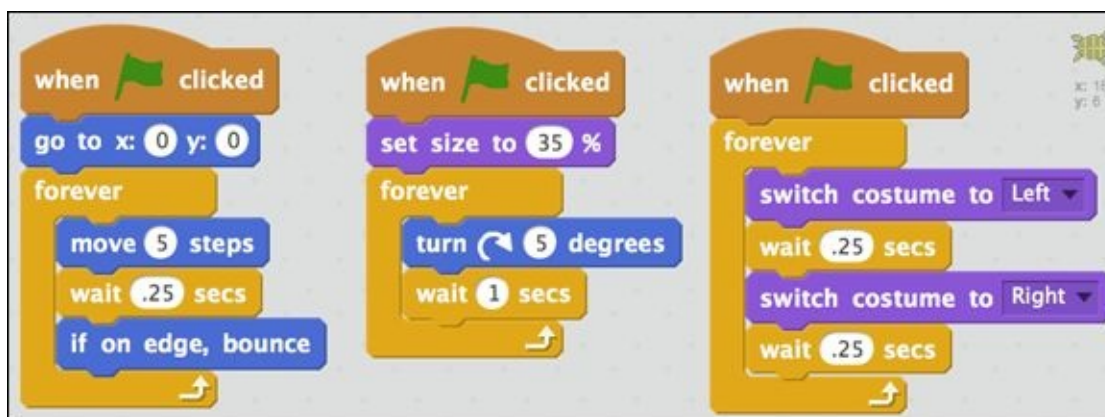 when clicked
go to x: 0 y: 0
forever
move 5 steps
wait .25 secs
if on edge, bounce
when clicked
set size to 35 %
forever
turn 5 degrees
wait 1 secs
when clicked
forever
switch costume to Left
wait .25 secs
switch costume to Right
wait .25 secs
y: 6